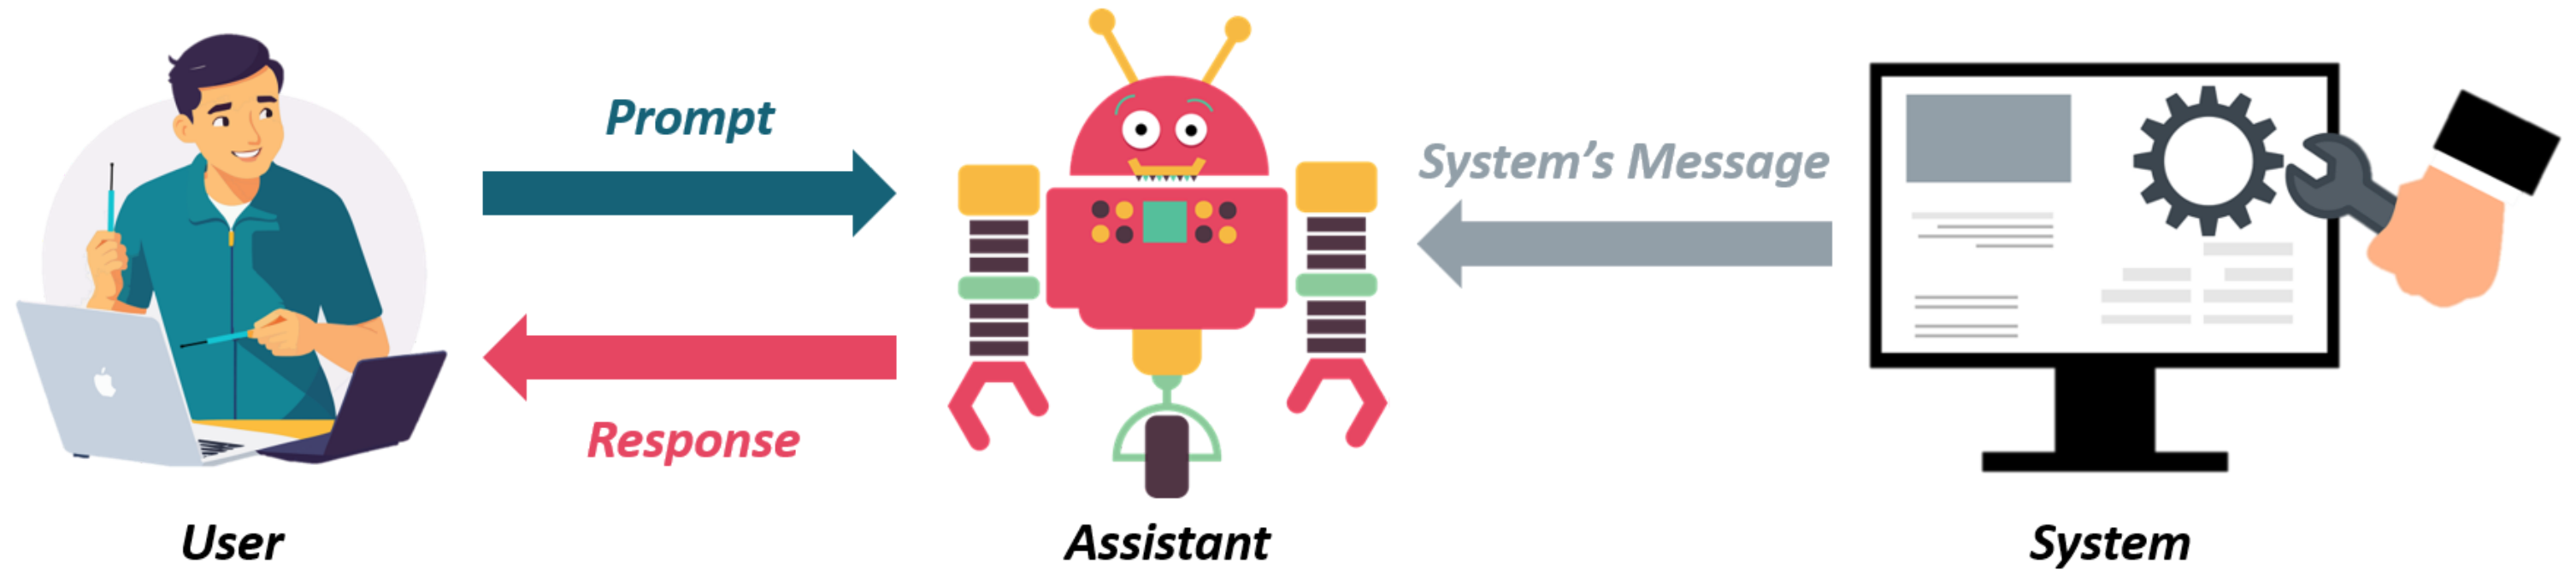 Prompt
System's Message
Response
User
Assistant
System